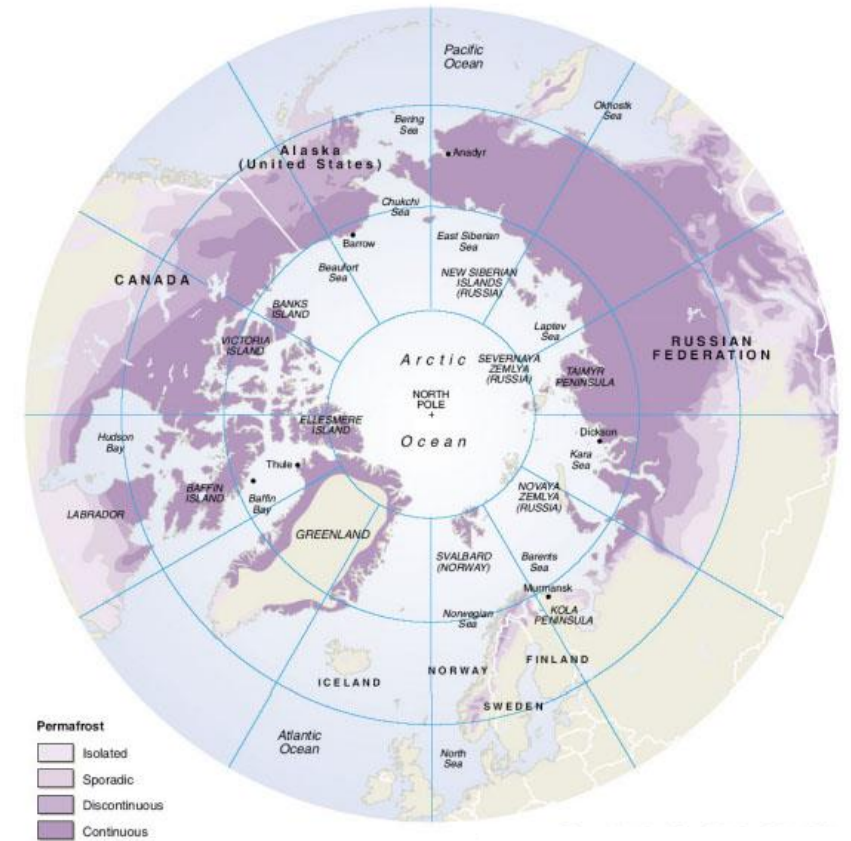 Pacific
Ocean
Okhostk
Sea
Bering
Sea
Alaska
(United States)
Anadyr
Chukchi
Sea
Barrow
East Siberian
Sea
Beaufort
Sea
NEW SIBERIAN
ISLANDS
(RUSSIA)
CANADA
BANKS
ISLAND
VICTORIA
ISLAND
Laptev
Sea
RUSSIAN
FEDERATION
Arctic
SEVERNAYA
ZEMLYA
(RUSSIA)
TAIMYR
PENINSULA
NORTH
POLE
+
Ocean
ELLESMERE
ISLAND
Hudson
Bay
Dickson
Kara
Sea
Thule
BAFFIN
ISLAND
Baffin
Bay
NOVAYA
ZEMLYA
(RUSSIA)
LABRADOR
GREENLAND
SVALBARD
(NORWAY)
Barents
Sea
Murmansk
KOLA
PENINSULA
Norwegian
Sea
ICELAND
NORWAY
FINLAND
SWEDEN
Atlantic
Ocean
North
Sea
Permafrost
Isolated
Sporadic
Discontinuous
Continuous